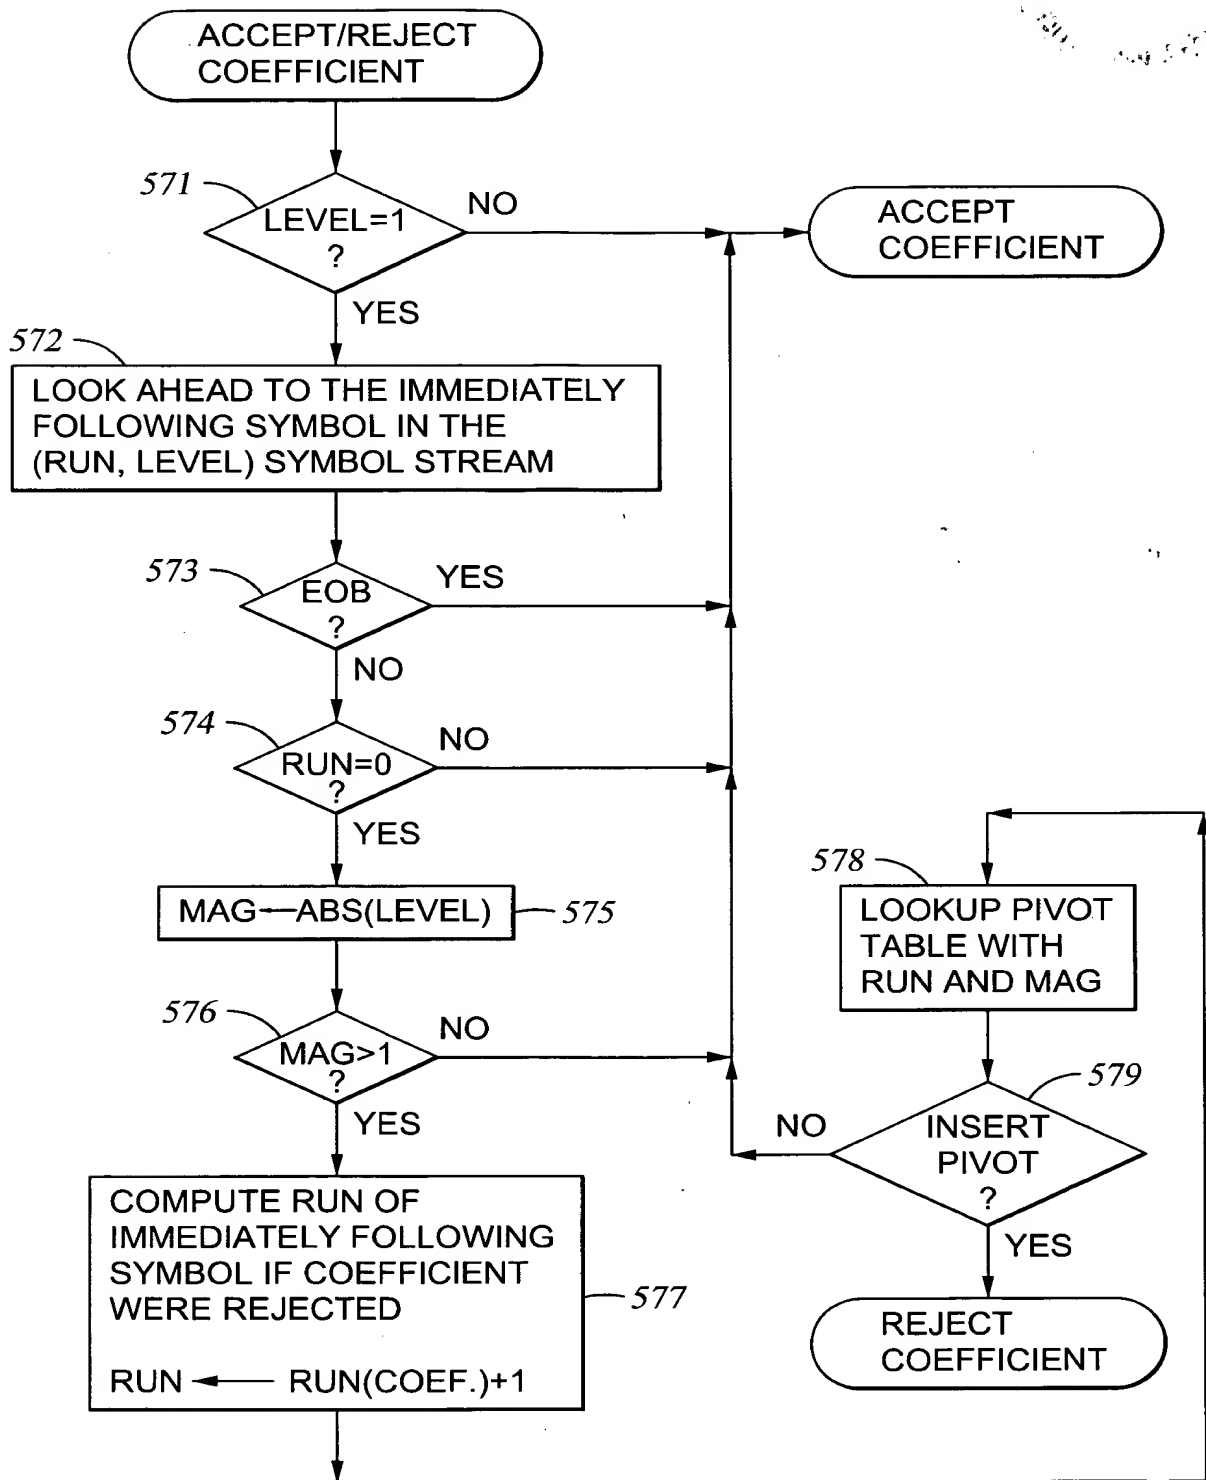 ACCEPT/REJECT
COEFFICIENT
571
LEVEL=1
?
NO
YES
ACCEPT
COEFFICIENT
572
LOOK AHEAD TO THE IMMEDIATELY
FOLLOWING SYMBOL IN THE
(RUN, LEVEL) SYMBOL STREAM
573
EOB
?
YES
NO
574
RUN=0
?
NO
YES
MAG←ABS(LEVEL)
575
576
MAG>1
?
NO
YES
COMPUTE RUN OF
IMMEDIATELY FOLLOWING
SYMBOL IF COEFFICIENT
WERE REJECTED
RUN ← RUN(COEF.)+1
577
578
LOOKUP PIVOT
TABLE WITH
RUN AND MAG
579
INSERT
PIVOT
?
NO
YES
REJECT
COEFFICIENT